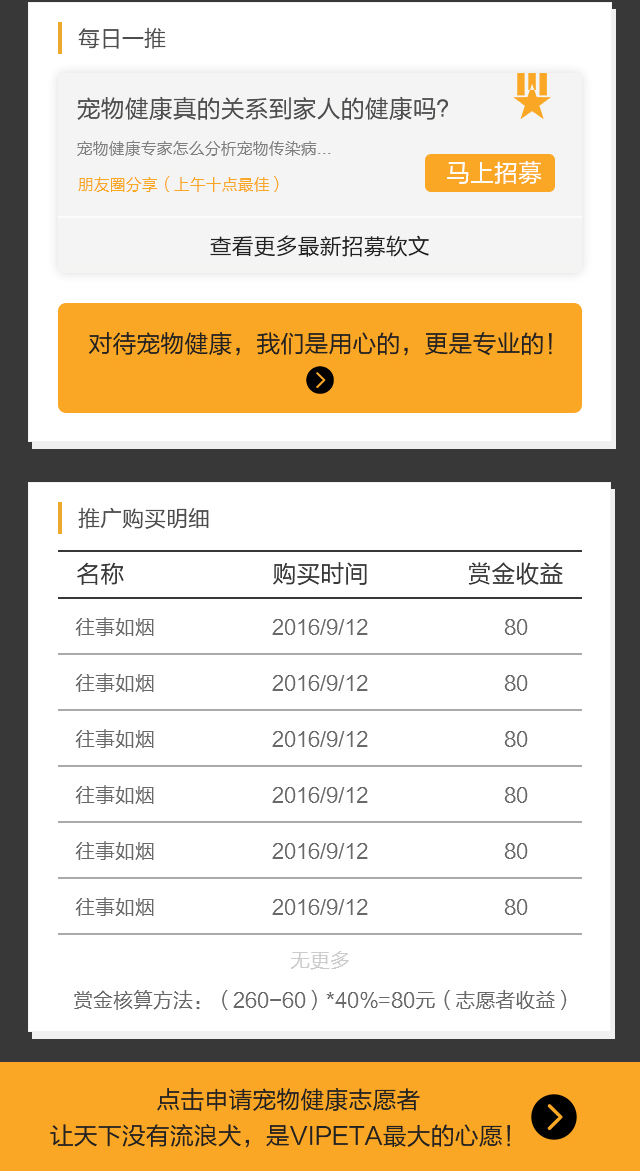 每日一推
宠物健康真的关系到家人的健康吗?
宠物健康专家怎么分析宠物传染病...
朋友圈分享（上午十点最佳）
马上招募
查看更多最新招募软文
对待宠物健康，我们是用心的，更是专业的！
推广购买明细
名称 购买时间 赏金收益
往事如烟 2016/9/12 80
往事如烟 2016/9/12 80
往事如烟 2016/9/12 80
往事如烟 2016/9/12 80
往事如烟 2016/9/12 80
往事如烟 2016/9/12 80
无更多
赏金核算方法：（260-60）*40%=80元（志愿者收益）
点击申请宠物健康志愿者
让天下没有流浪犬，是VIPETA最大的心愿！